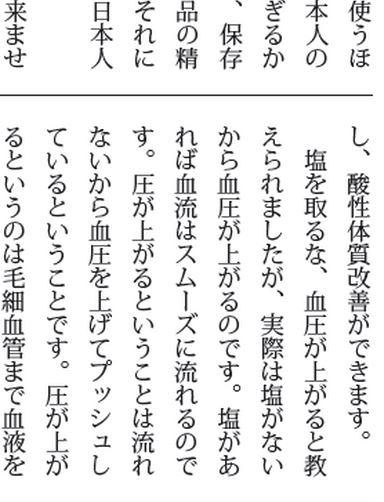 使うほ
本人の
ぎるか
、保存
品の精
それに
日本人
来ませ
し、酸性体質改善ができます。
塩を取るな、血圧が上がると教
えられましたが、実際は塩がない
から血圧が上がるのです。塩があ
れば血流はスムーズに流れるので
す。圧が上がるということは流れ
ないから血圧を上げてプッシュし
ているということです。圧が上が
るというのは毛細血管まで血液を